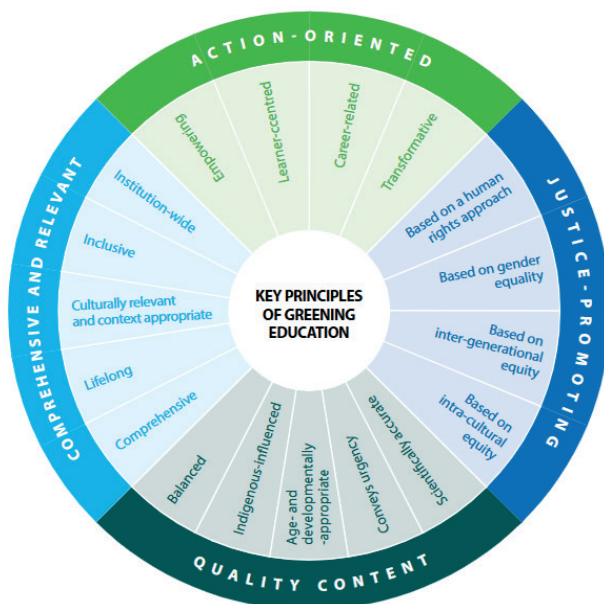 ACTION-ORIENTED
Empowering
Learner-ccentred
Career-related
Transformative
JUSTICE-PROMOTING
Based on a human
rights approach
Based on gender
equality
Based on
inter-generational
equity
Based on
intra-cultural
equity
QUALITY CONTENT
Scientifically accurate
Conveys urgency
Age- and
developmentally
-appropriate
Indigenous-influenced
Balanced
COMPREHENSIVE AND RELEVANT
Comprehensive
Lifelong
Culturally relevant
and context appropriate
Inclusive
Institution-wide
KEY PRINCIPLES
OF GREENING
EDUCATION